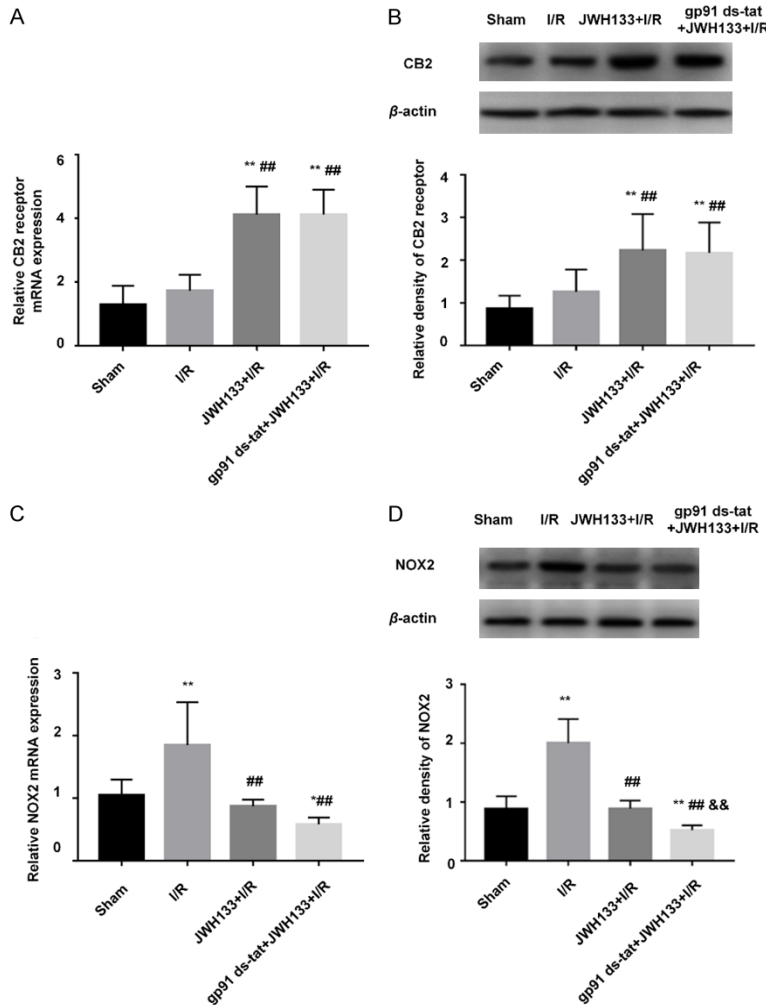 A
Relative CB2 receptor
mRNA expression
6
4
2
0
** ##
** ##
Sham
I/R
JWH133+I/R
gp91 ds-tat+JWH133+I/R
B
Sham I/R JWH133+I/R gp91 ds-tat
+JWH133+I/R
CB2
β-actin
Relative density of CB2 receptor
4
3
2
1
0
** ##
** ##
Sham
I/R
JWH133+I/R
gp91 ds-tat+JWH133+I/R
C
Relative NOX2 mRNA expression
3
2
1
0
**
##
*##
Sham
I/R
JWH133+I/R
gp91 ds-tat+JWH133+I/R
D
Sham I/R JWH133+I/R gp91 ds-tat
+JWH133+I/R
NOX2
β-actin
Relative density of NOX2
3
2
1
0
**
##
** ## &&
Sham
I/R
JWH133+I/R
gp91 ds-tat+JWH133+I/R